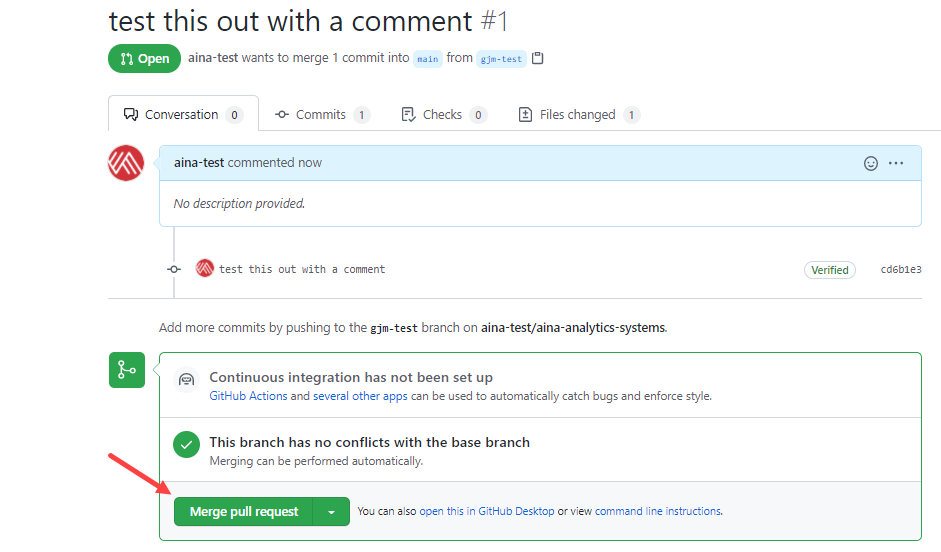 test this out with a comment #1
Open aina-test wants to merge 1 commit into main from gjm-test
Conversation 0 Commits 1 Checks 0 Files changed 1
aina-test commented now
No description provided.
test this out with a comment Verified cd6b1e3
Add more commits by pushing to the gjm-test branch on aina-test/aina-analytics-systems.
Continuous integration has not been set up
GitHub Actions and several other apps can be used to automatically catch bugs and enforce style.
This branch has no conflicts with the base branch
Merging can be performed automatically.
Merge pull request You can also open this in GitHub Desktop or view command line instructions.